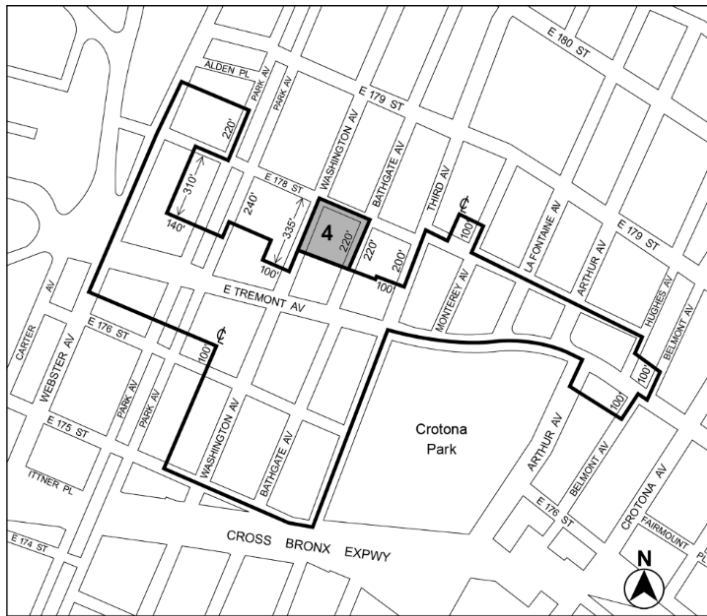 E 180 ST
ALDEN PL
PARK AV
PARK AV
E 179 ST
220'
WASHINGTON AV
BATHGATE AV
THIRD AV
E 178 ST
310'
240'
335'
4
220'
220'
200'
℄
100'
LA FONTAINE AV
ARTHUR AV
E 179 ST
HUGHES AV
BELMONT AV
140'
100'
100'
E TREMONT AV
MONTEREY AV
CARTER AV
WEBSTER AV
E 176 ST
PARK AV
PARK AV
℄
100'
100'
100'
E 175 ST
WASHINGTON AV
BATHGATE AV
Crotona
Park
ARTHUR AV
BELMONT AV
CROTONA AV
ITTNER PL
E 174 ST
CROSS BRONX EXPWY
E 176 ST
FAIRMOUNT PL
N